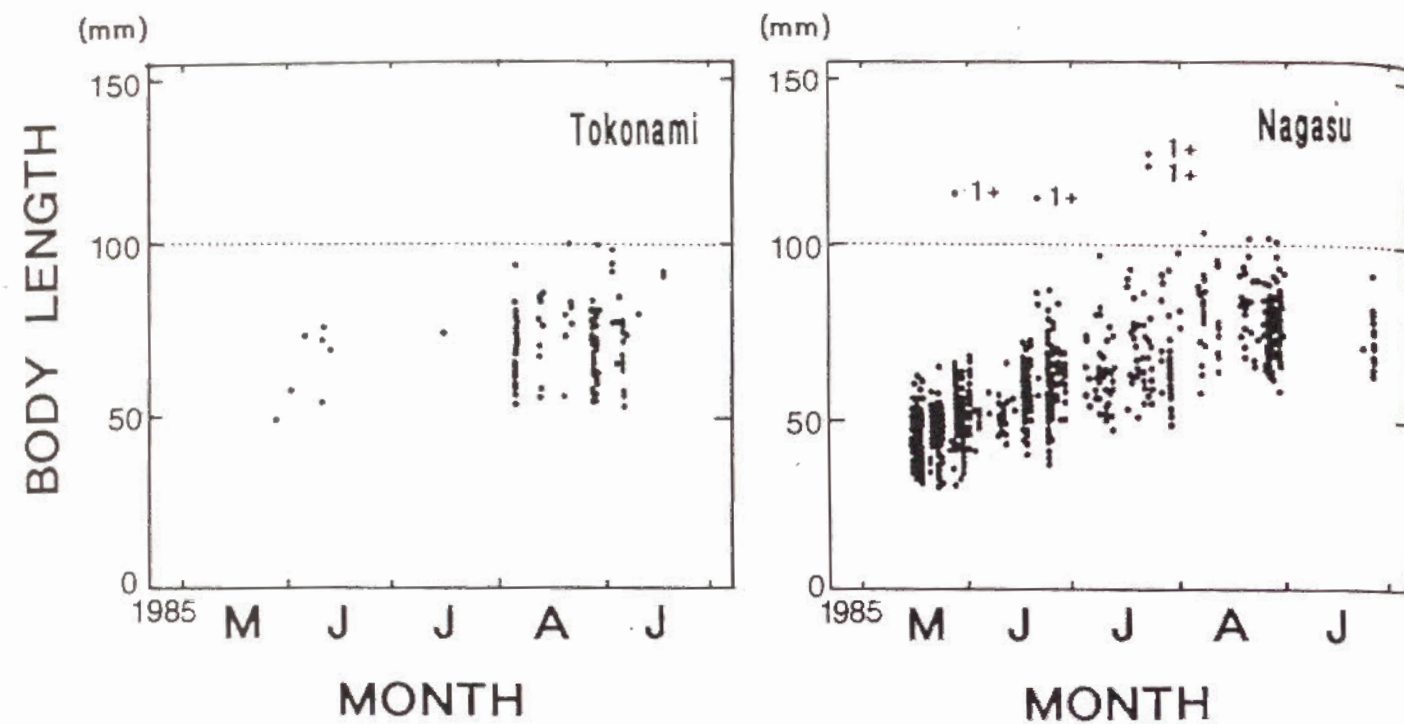 (mm)
(mm)
150
Tokonami
100
50
0
1985 M J J A J
MONTH
BODY LENGTH
150
Nagasu
1+
1+
1+
1+
100
50
0
1985 M J J A J
MONTH